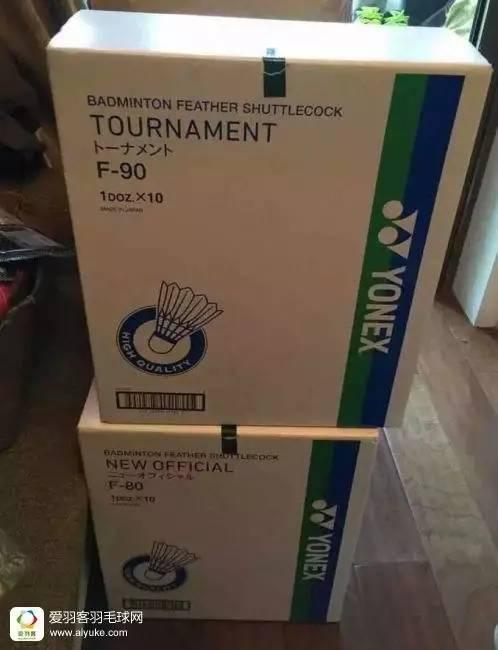 BADMINTON FEATHER SHUTTLECOCK
TOURNAMENT
トーナメント
F-90
1DOZ.×10
MADE IN JAPAN
YONEX
HIGH QUALITY
BADMINTON FEATHER SHUTTLECOCK
NEW OFFICIAL
ニューオフィシャル
F-80
1DOZ.×10
YONEX
爱羽客羽毛球网
www.aiyuke.com